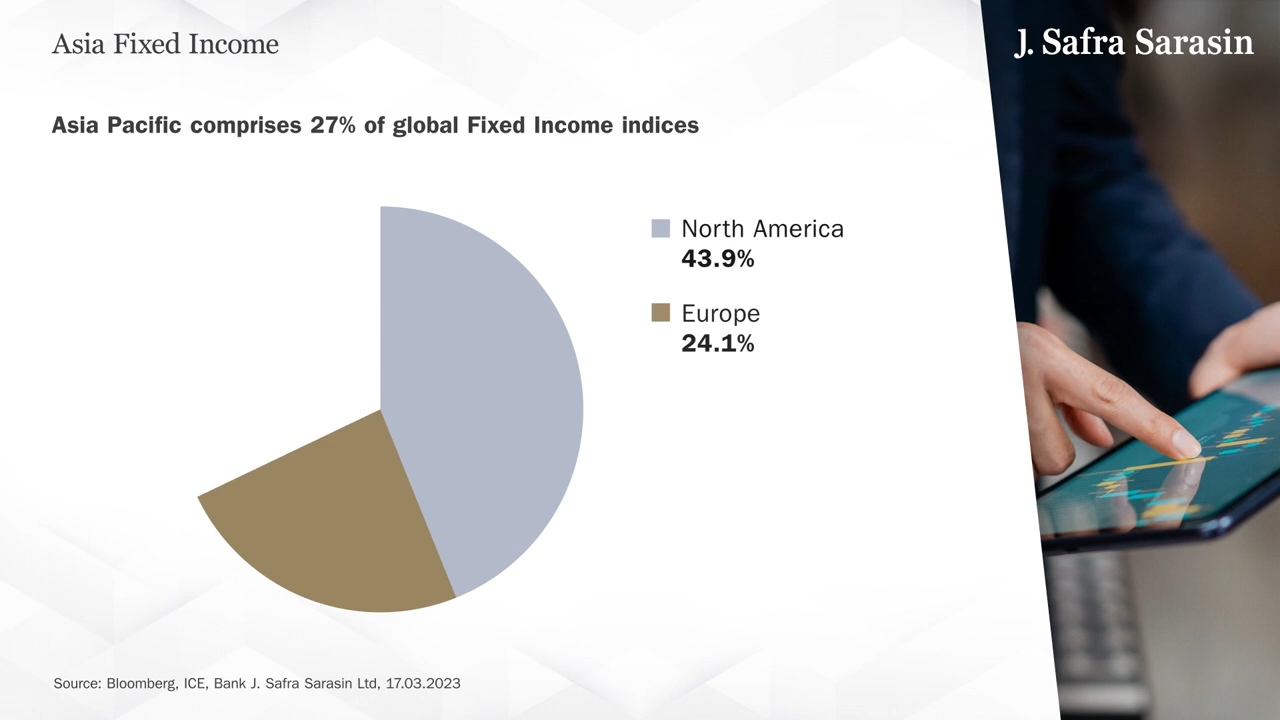 Asia Fixed Income
J. Safra Sarasin
Asia Pacific comprises 27% of global Fixed Income indices
North America
43.9%
Europe
24.1%
Source: Bloomberg, ICE, Bank J. Safra Sarasin Ltd, 17.03.2023